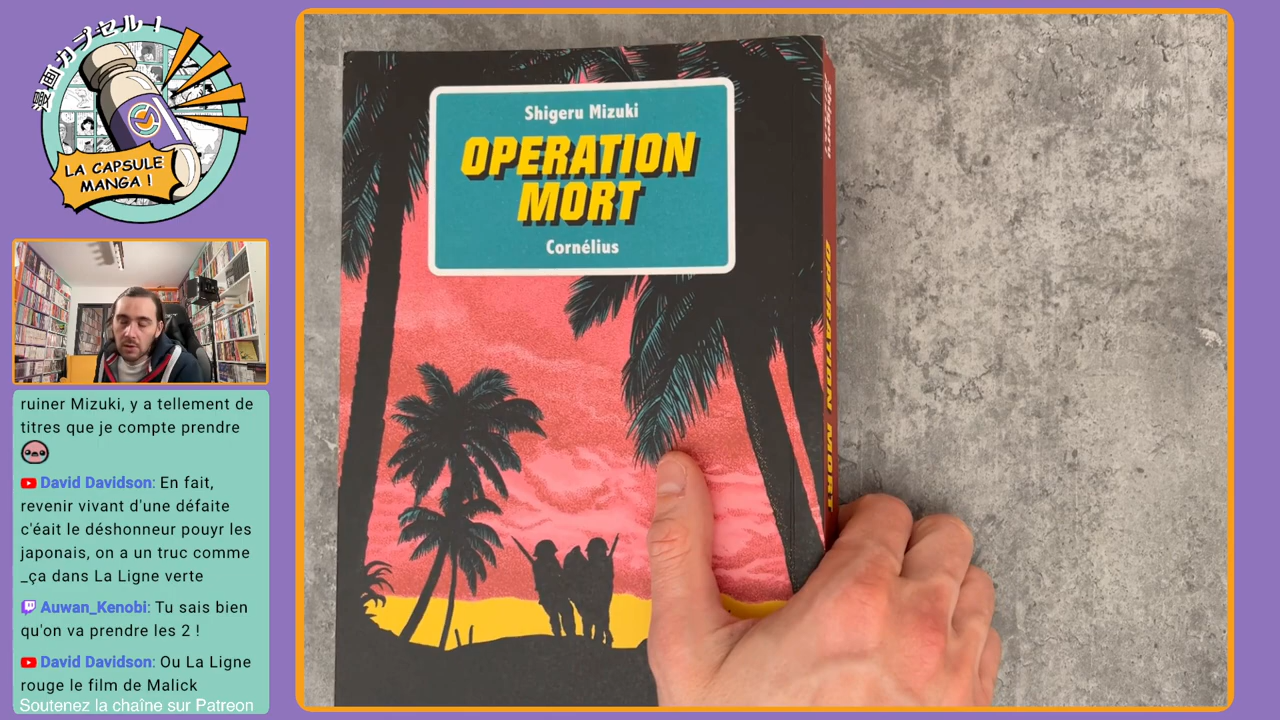 漫画カプセル！
LA CAPSULE
MANGA !
Shigeru Mizuki
OPERATION
MORT
Cornélius
Shigeru
OPERATION MORT
ruiner Mizuki, y a tellement de
titres que je compte prendre
David Davidson: En fait,
revenir vivant d'une défaite
c'éait le déshonneur pouyr les
japonais, on a un truc comme
_ça dans La Ligne verte
Auwan_Kenobi: Tu sais bien
qu'on va prendre les 2 !
David Davidson: Ou La Ligne
rouge le film de Malick
Soutenez la chaîne sur Patreon